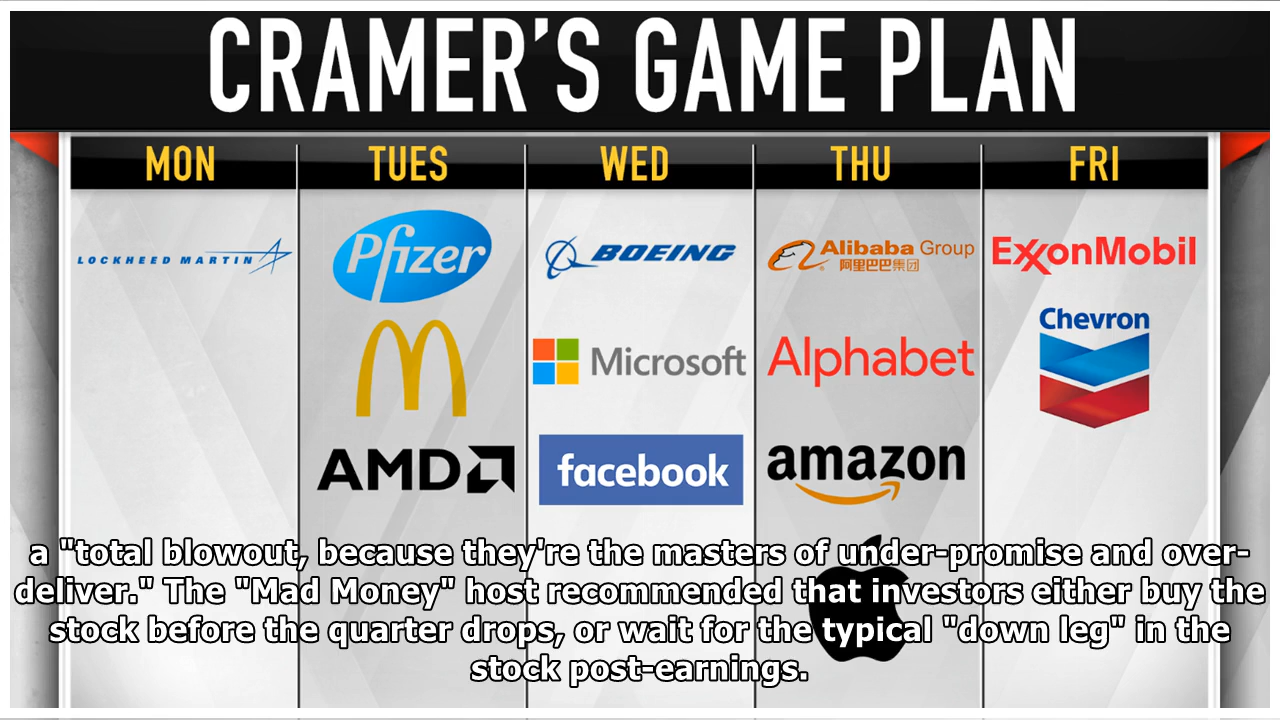 CRAMER'S GAME PLAN
MON TUES WED THU FRI
LOCKHEED MARTIN
Pfizer
BOEING
Alibaba Group
阿里巴巴集团
ExxonMobil
Microsoft
Alphabet
Chevron
AMD
facebook
amazon
a "total blowout, because they're the masters of under-promise and over-
deliver." The "Mad Money" host recommended that investors either buy the
stock before the quarter drops, or wait for the typical "down leg" in the
stock post-earnings.